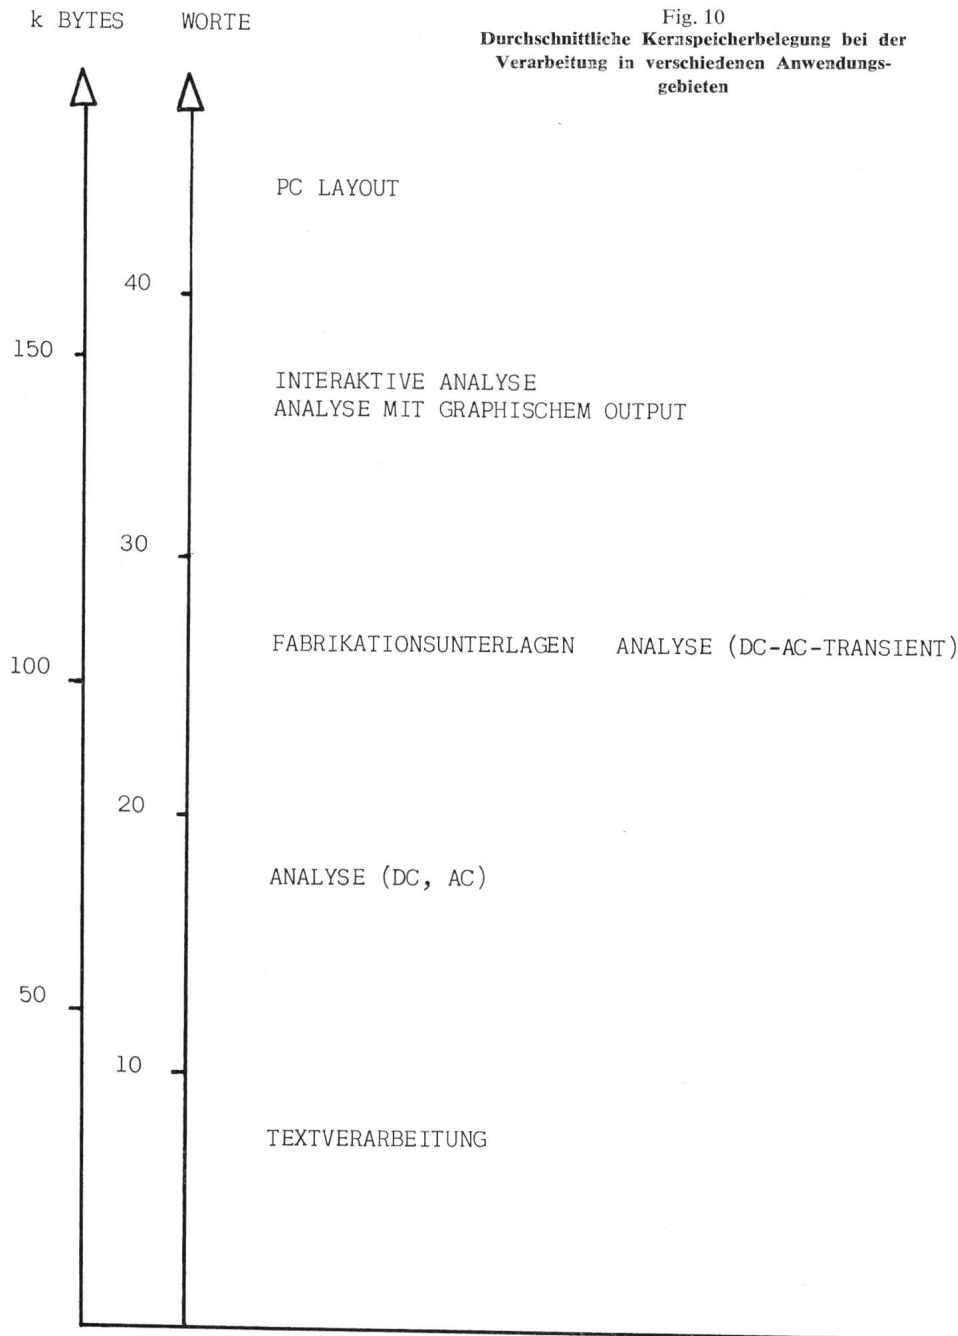 k BYTES WORTE
Fig. 10
Durchschnittliche Kernspeicherbelegung bei der
Verarbeitung in verschiedenen Anwendungs-
gebieten
PC LAYOUT
40
150
INTERAKTIVE ANALYSE
ANALYSE MIT GRAPHISCHEM OUTPUT
30
FABRIKATIONSUNTERLAGEN ANALYSE (DC-AC-TRANSIENT)
100
20
ANALYSE (DC, AC)
50
10
TEXTVERARBEITUNG